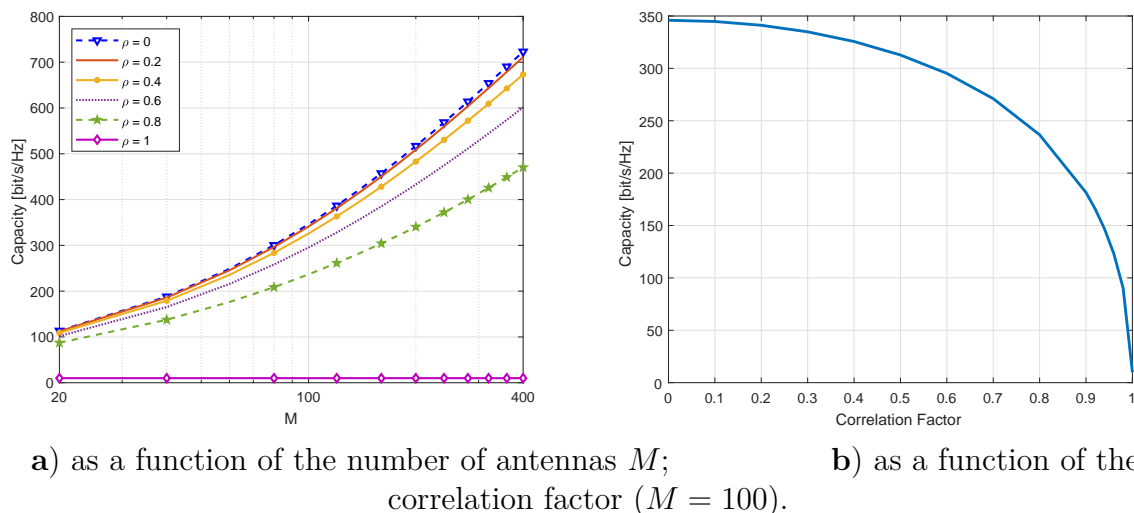 800
700
600
500
400
300
200
100
0
Capacity [bit/s/Hz]
ρ = 0
ρ = 0.2
ρ = 0.4
ρ = 0.6
ρ = 0.8
ρ = 1
20 100 400
M
350
300
250
200
150
100
50
0
Capacity [bit/s/Hz]
0 0.1 0.2 0.3 0.4 0.5 0.6 0.7 0.8 0.9 1
Correlation Factor
a) as a function of the number of antennas M; b) as a function of the
correlation factor (M = 100).